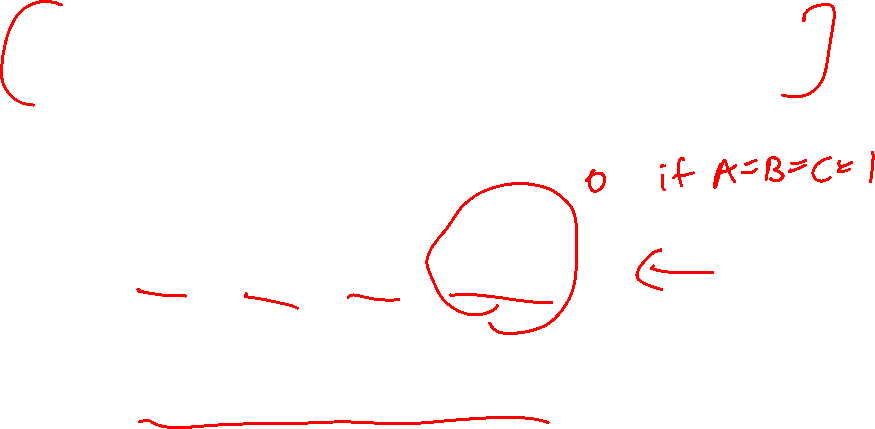 [ ]
0 if A=B=C=1